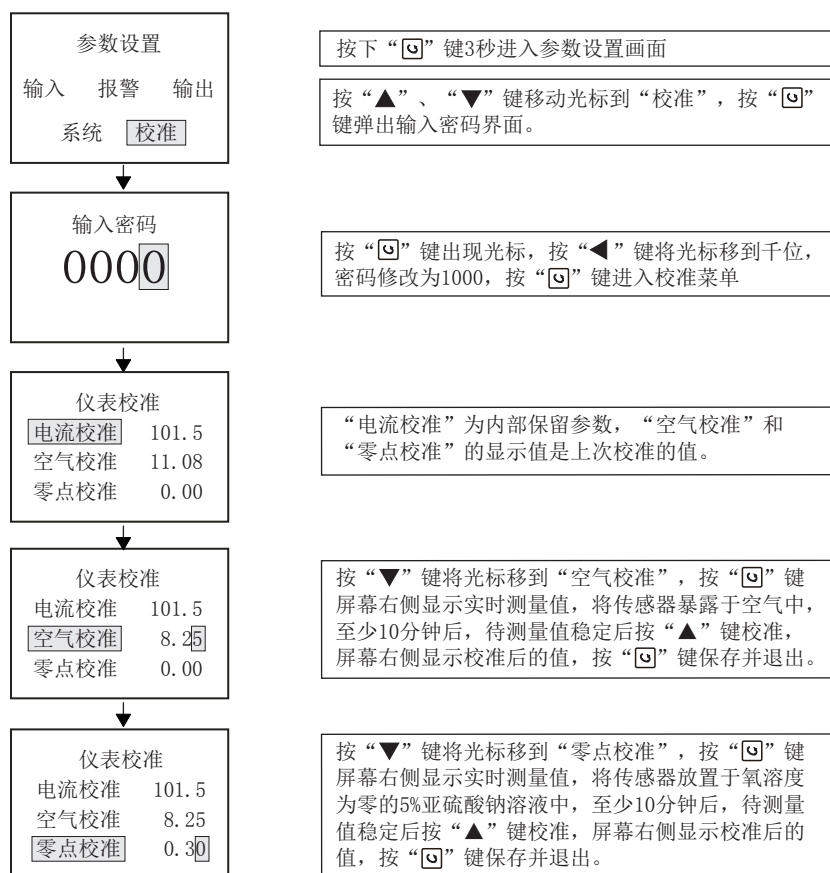 参数设置
输入 报警 输出
系统 校准
按下“”键3秒进入参数设置画面
按“▲”、“▼”键移动光标到“校准”，按“”
键弹出输入密码界面。
输入密码
0000
按“”键出现光标，按“◀”键将光标移到千位，
密码修改为1000，按“”键进入校准菜单
仪表校准
电流校准 101.5
空气校准 11.08
零点校准 0.00
“电流校准”为内部保留参数，“空气校准”和
“零点校准”的显示值是上次校准的值。
仪表校准
电流校准 101.5
空气校准 8.25
零点校准 0.00
按“▼”键将光标移到“空气校准”，按“”键
屏幕右侧显示实时测量值，将传感器暴露于空气中，
至少10分钟后，待测量值稳定后按“▲”键校准，
屏幕右侧显示校准后的值，按“”键保存并退出。
仪表校准
电流校准 101.5
空气校准 8.25
零点校准 0.30
按“▼”键将光标移到“零点校准”，按“”键
屏幕右侧显示实时测量值，将传感器放置于氧溶度
为零的5%亚硫酸钠溶液中，至少10分钟后，待测量
值稳定后按“▲”键校准，屏幕右侧显示校准后的
值，按“”键保存并退出。